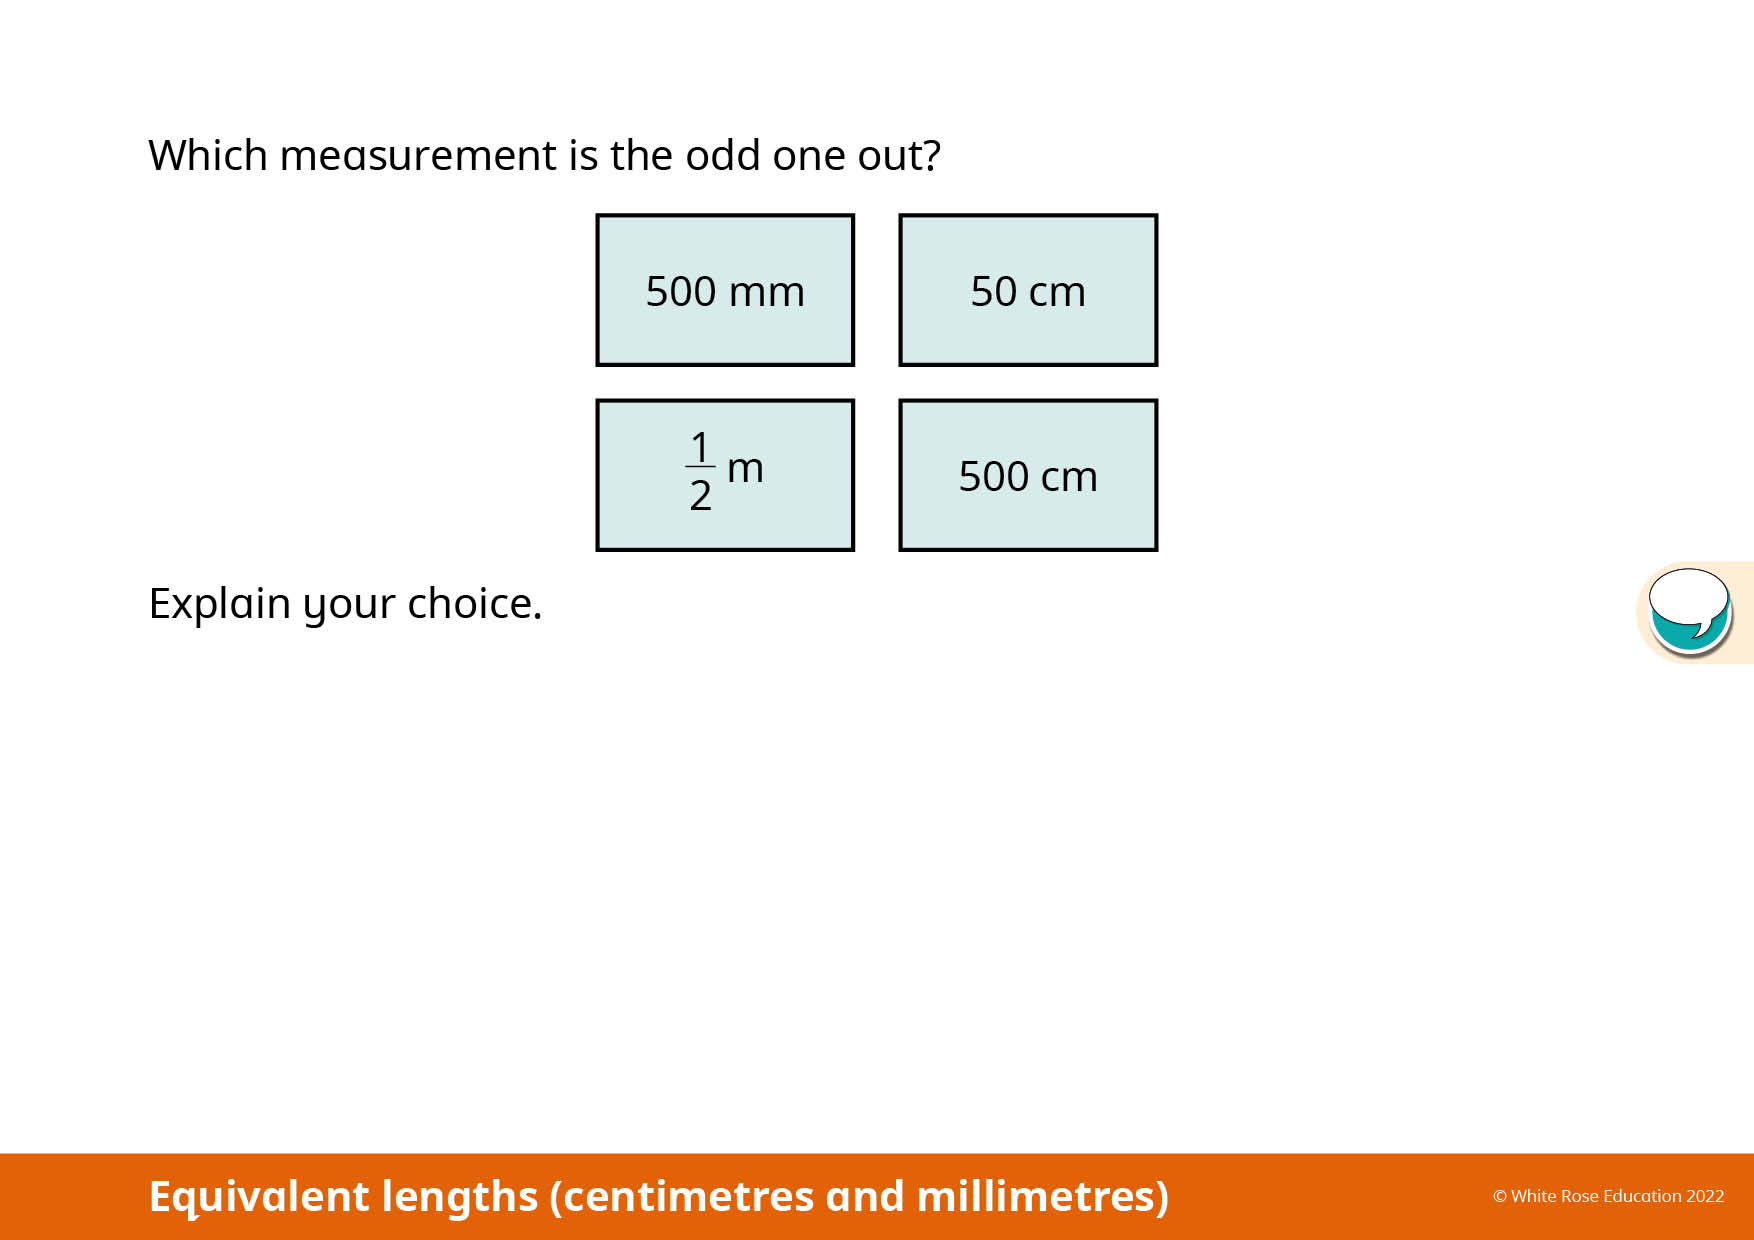 Which measurement is the odd one out?
500 mm
50 cm
1/2 m
500 cm
Explain your choice.
Equivalent lengths (centimetres and millimetres)
© White Rose Education 2022